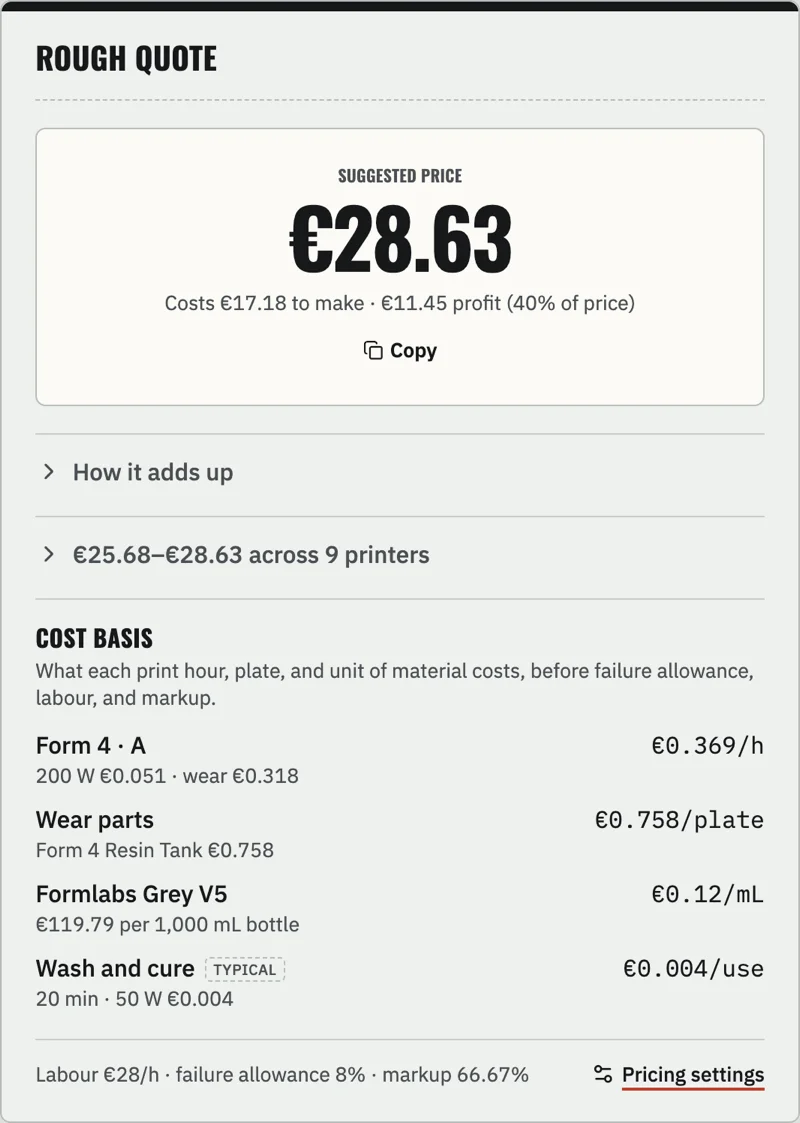 ROUGH QUOTE
SUGGESTED PRICE
€28.63
Costs €17.18 to make · €11.45 profit (40% of price)
Copy
How it adds up
€25.68–€28.63 across 9 printers
COST BASIS
What each print hour, plate, and unit of material costs, before failure allowance,
labour, and markup.
Form 4 · A €0.369/h
200 W €0.051 · wear €0.318
Wear parts €0.758/plate
Form 4 Resin Tank €0.758
Formlabs Grey V5 €0.12/mL
€119.79 per 1,000 mL bottle
Wash and cure TYPICAL €0.004/use
20 min · 50 W €0.004
Labour €28/h · failure allowance 8% · markup 66.67% Pricing settings